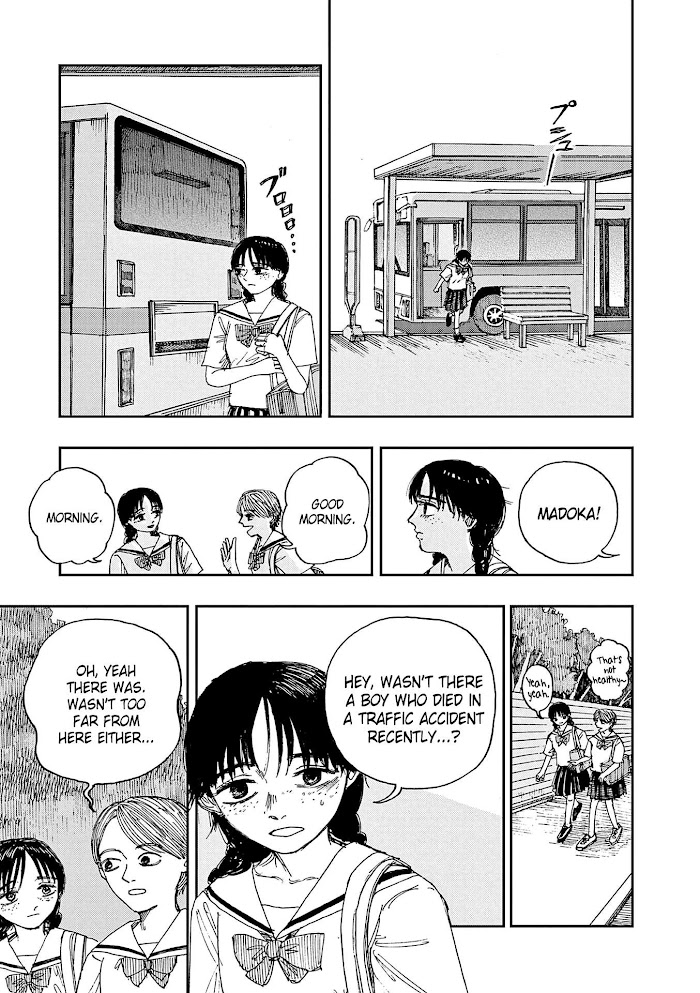 プシュ
ブロロロ...
MADOKA!
GOOD
MORNING.
MORNING.
That's
not
healthy~
Yeah,
yeah.
HEY, WASN'T THERE
A BOY WHO DIED IN
A TRAFFIC ACCIDENT
RECENTLY...?
OH, YEAH
THERE WAS.
WASN'T TOO
FAR FROM
HERE EITHER...